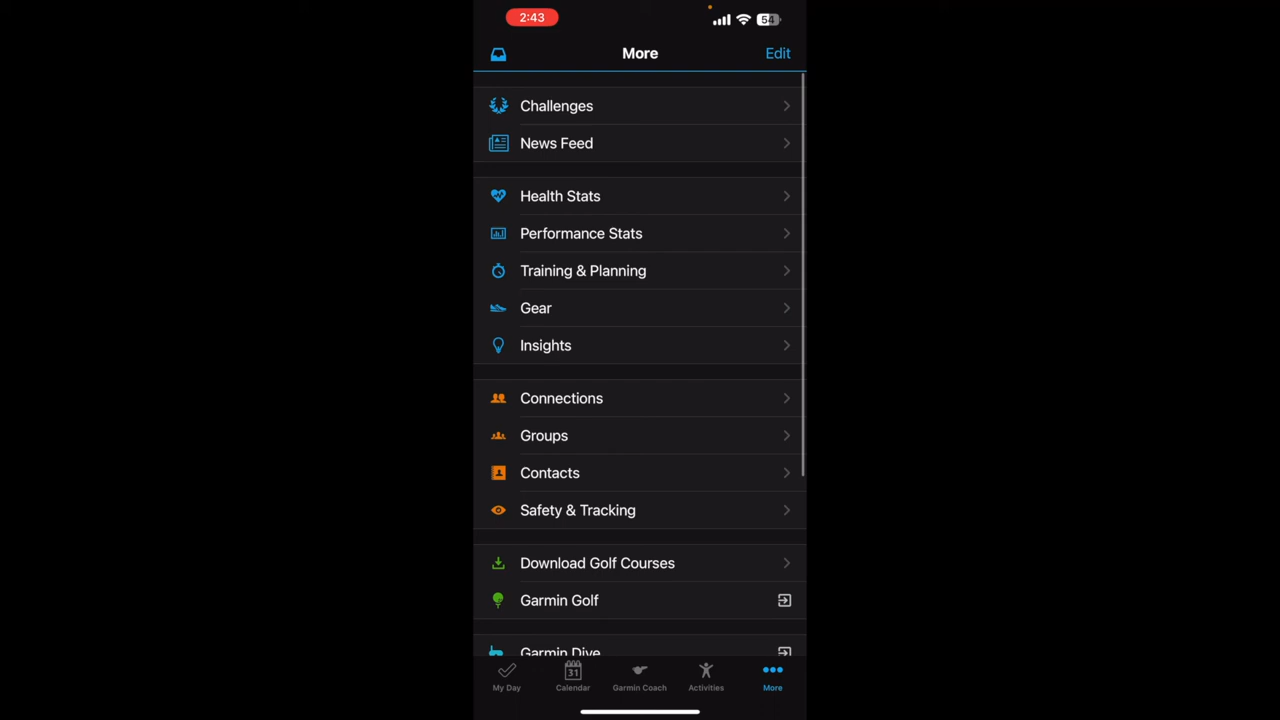 2:43
54
More
Edit
Challenges
News Feed
Health Stats
Performance Stats
Training & Planning
Gear
Insights
Connections
Groups
Contacts
Safety & Tracking
Download Golf Courses
Garmin Golf
Garmin Dive
31
My Day
Calendar
Garmin Coach
Activities
More